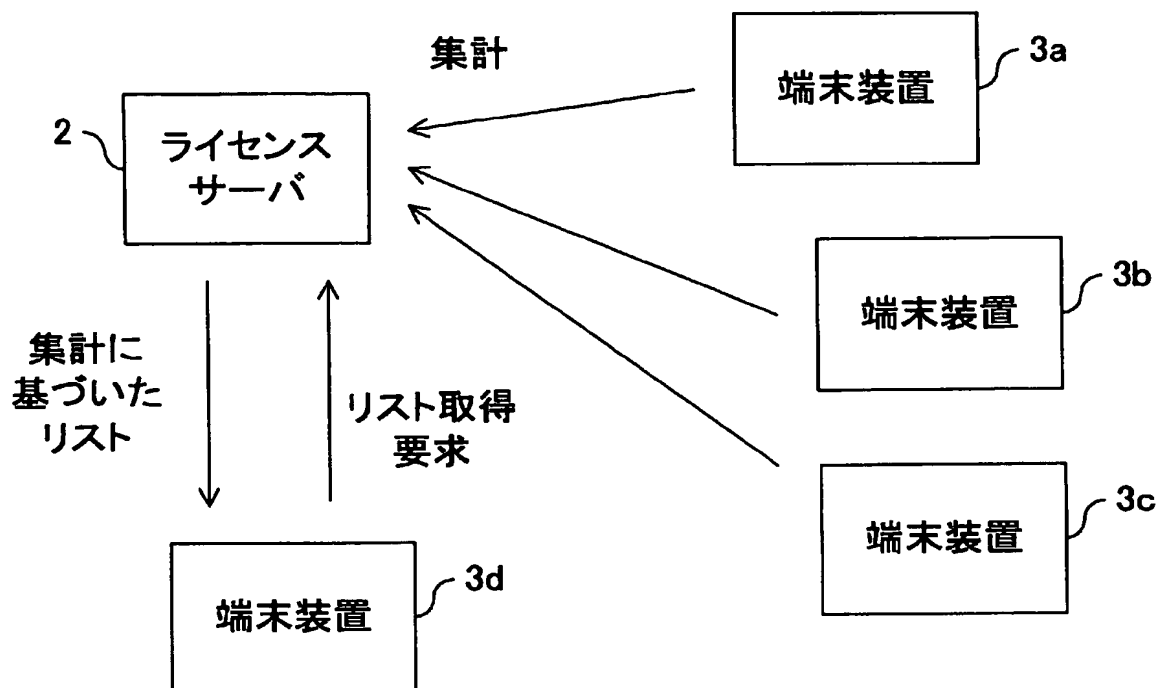 集計
端末装置
3a
2
ライセンス
サーバ
端末装置
3b
集計に
基づいた
リスト
リスト取得
要求
端末装置
3c
端末装置
3d